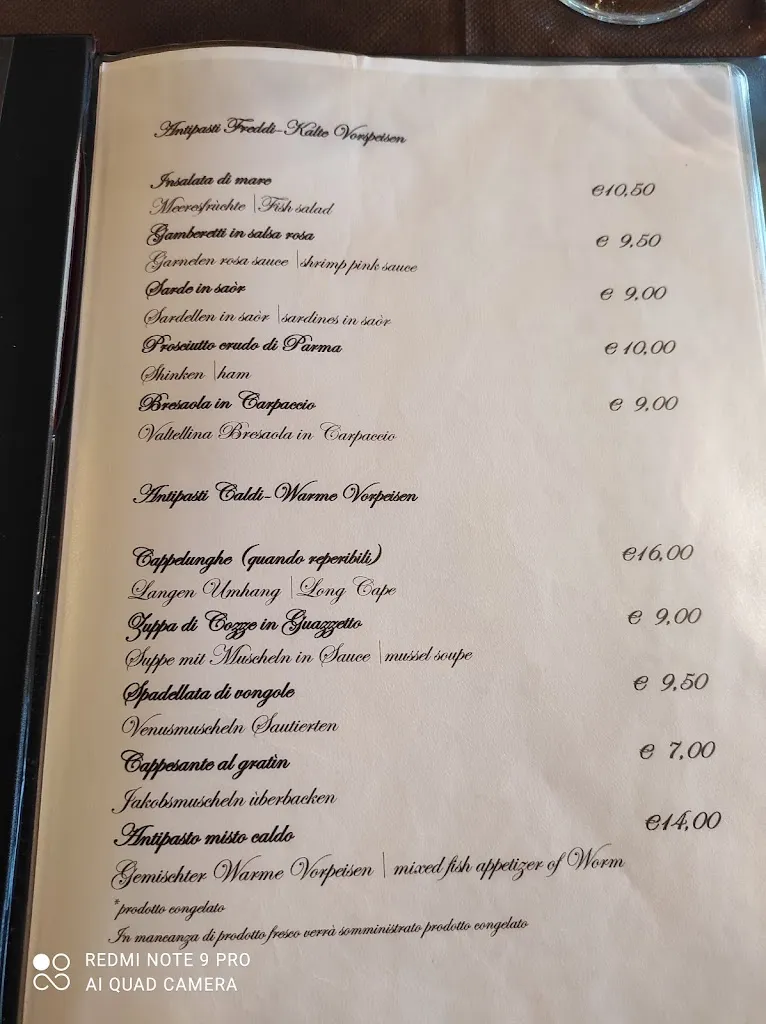 Antipasti Freddi-Kalte Vorspeisen
Insalata di mare €10,50
Meeresfrùchte | Fish salad
Gamberetti in salsa rosa € 9,50
Garnelen rosa sauce | shrimp pink sauce
Sarde in saòr € 9,00
Sardellen in saòr | sardines in saòr
Prosciutto crudo di Parma € 10,00
Shinken | ham
Bresaola in Carpaccio € 9,00
Valtellina Bresaola in Carpaccio
Antipasti Caldi-Warme Vorpeisen
Cappelunghe (quando reperibili) €16,00
Langen Umhang | Long Cape
Zuppa di Cozze in Guazzetto € 9,00
Suppe mit Muscheln in Sauce | mussel soupe
Spadellata di vongole € 9,50
Venusmuscheln Sautierten
Cappesante al gratìn € 7,00
Jakobsmuscheln ùberbacken
Antipasto misto caldo €14,00
Gemischter Warme Vorpeisen | mixed fish appetizer of Worm
*prodotto congelato
In mancanza di prodotto fresco verrà somministrato prodotto congelato
REDMI NOTE 9 PRO
AI QUAD CAMERA